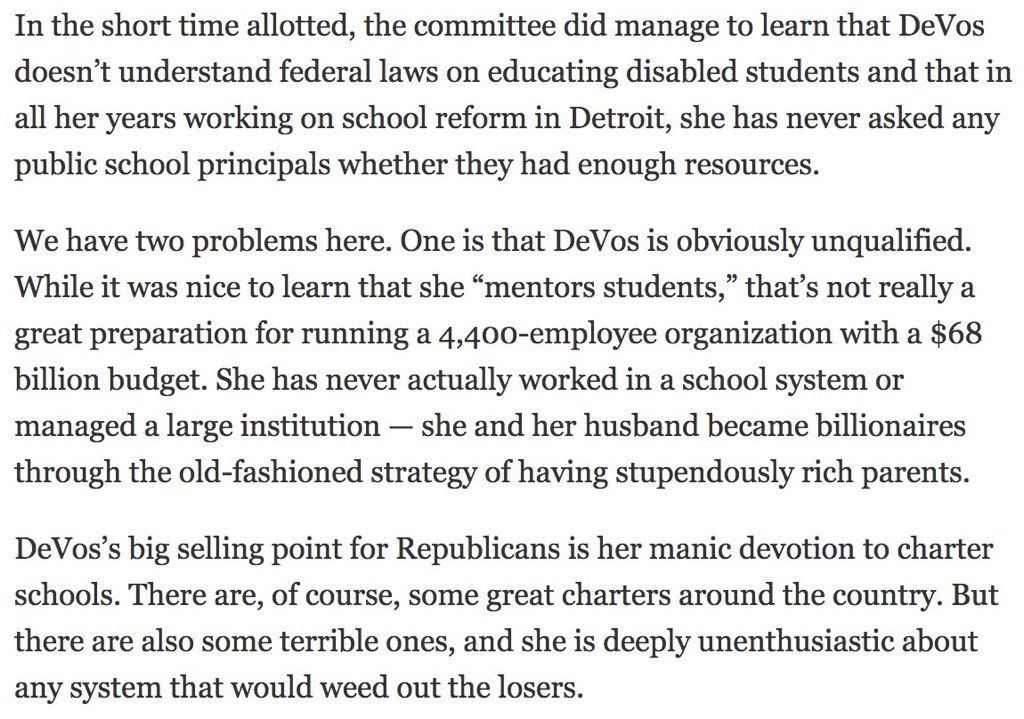 In the short time allotted, the committee did manage to learn that DeVos
doesn’t understand federal laws on educating disabled students and that in
all her years working on school reform in Detroit, she has never asked any
public school principals whether they had enough resources.
We have two problems here. One is that DeVos is obviously unqualified.
While it was nice to learn that she “mentors students,” that’s not really a
great preparation for running a 4,400-employee organization with a $68
billion budget. She has never actually worked in a school system or
managed a large institution — she and her husband became billionaires
through the old-fashioned strategy of having stupendously rich parents.
DeVos’s big selling point for Republicans is her manic devotion to charter
schools. There are, of course, some great charters around the country. But
there are also some terrible ones, and she is deeply unenthusiastic about
any system that would weed out the losers.